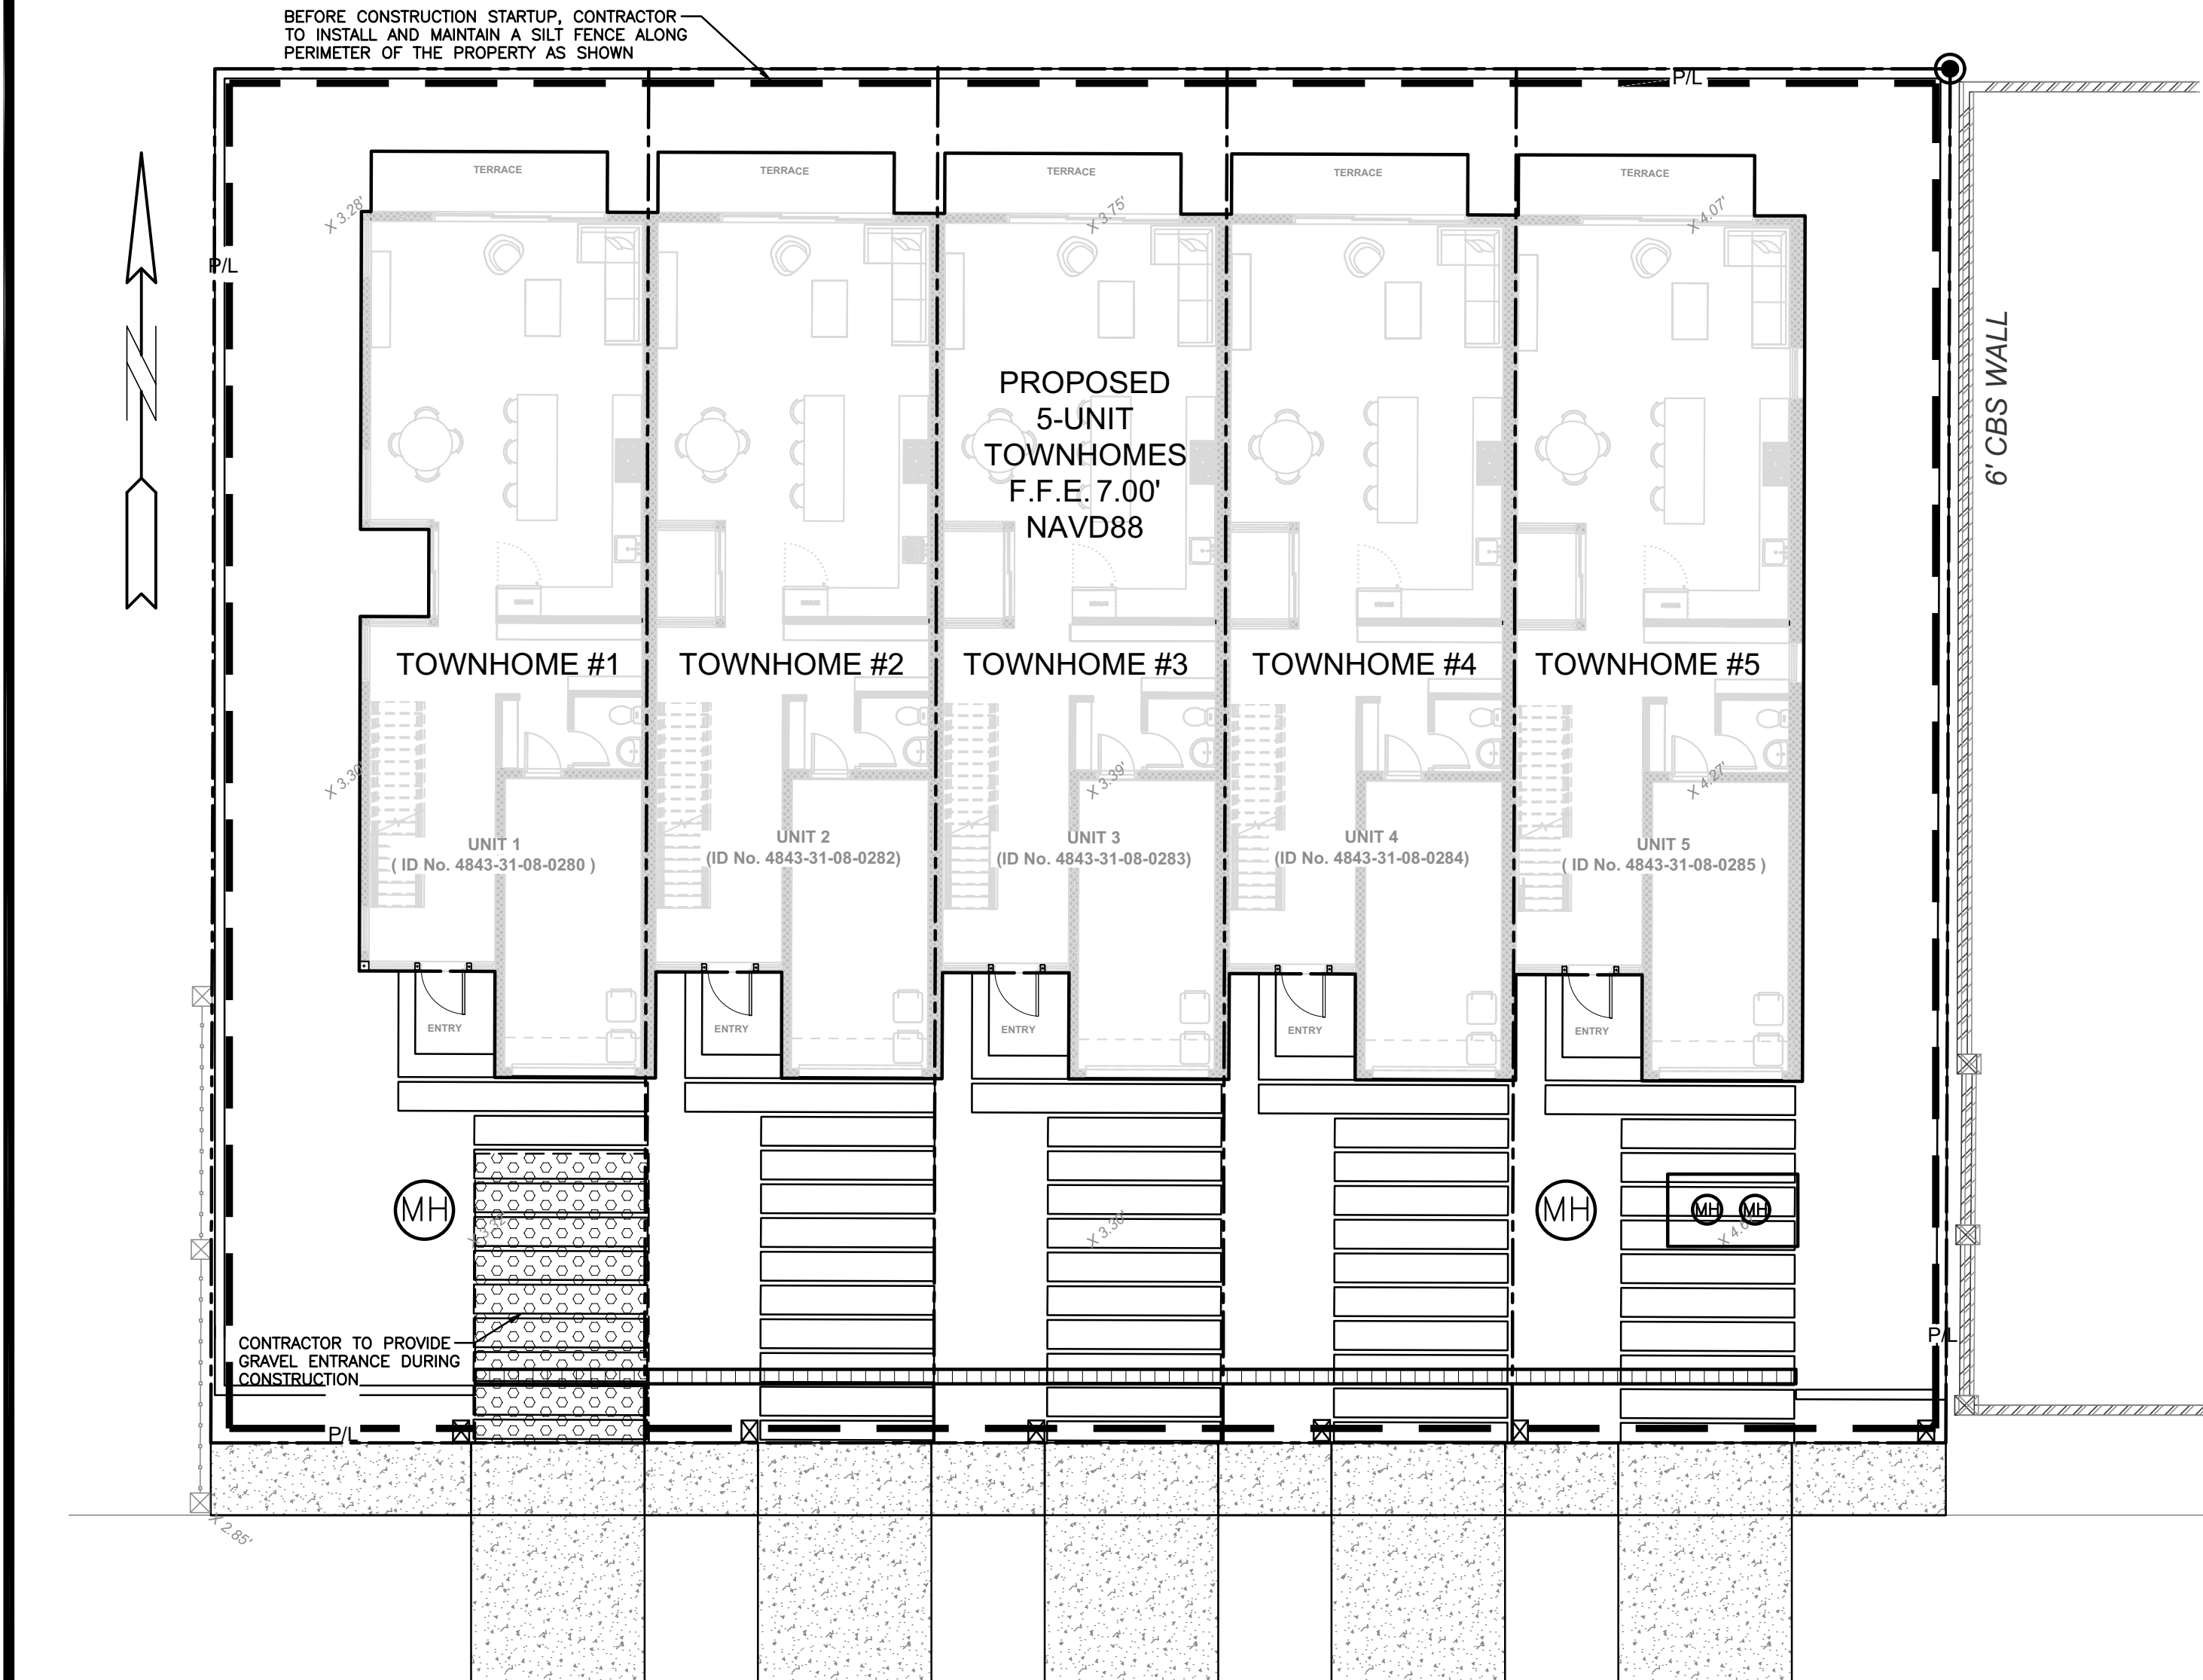 BEFORE CONSTRUCTION STARTUP, CONTRACTOR
TO INSTALL AND MAINTAIN A SILT FENCE ALONG
PERIMETER OF THE PROPERTY AS SHOWN
P/L
TERRACE
TERRACE
TERRACE
TERRACE
TERRACE
X 3.28'
X 3.75'
X 4.07'
P/L
6' CBS WALL
PROPOSED
5-UNIT
TOWNHOMES
F.F.E. 7.00'
NAVD88
TOWNHOME #1
TOWNHOME #2
TOWNHOME #3
TOWNHOME #4
TOWNHOME #5
X 3.30'
X 3.39'
X 4.27'
UNIT 1
( ID No. 4843-31-08-0280 )
UNIT 2
(ID No. 4843-31-08-0282)
UNIT 3
(ID No. 4843-31-08-0283)
UNIT 4
(ID No. 4843-31-08-0284)
UNIT 5
( ID No. 4843-31-08-0285 )
ENTRY
ENTRY
ENTRY
ENTRY
ENTRY
MH
MH
MH
MH
CONTRACTOR TO PROVIDE
GRAVEL ENTRANCE DURING
CONSTRUCTION
P/L
P/L
X 2.85'